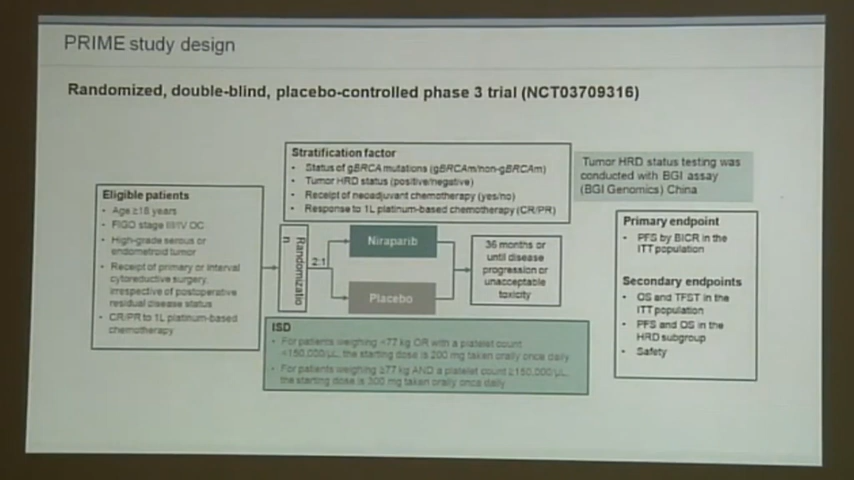 PRIME study design
Randomized, double-blind, placebo-controlled phase 3 trial (NCT03709316)
Stratification factor
• Status of gBRCA mutations (gBRCAm/non-gBRCAm)
• Tumor HRD status (positive/negative)
• Receipt of neoadjuvant chemotherapy (yes/no)
• Response to 1L platinum-based chemotherapy (CR/PR)
Tumor HRD status testing was
conducted with BGI assay
(BGI Genomics) China
Eligible patients
• Age ≥18 years
• FIGO stage III/IV OC
• High-grade serous or
endometroid tumor
• Receipt of primary or interval
cytoreductive surgery,
irrespective of postoperative
residual disease status
• CR/PR to 1L platinum-based
chemotherapy
Randomizatio
n
2:1
Niraparib
Placebo
36 months or
until disease
progression or
unacceptable
toxicity
Primary endpoint
• PFS by BICR in the
ITT population
Secondary endpoints
• OS and TFST in the
ITT population
• PFS and OS in the
HRD subgroup
• Safety
ISD
• For patients weighing <77 kg OR with a platelet count
<150,000/μL, the starting dose is 200 mg taken orally once daily
• For patients weighing ≥77 kg AND a platelet count ≥150,000/μL,
the starting dose is 300 mg taken orally once daily